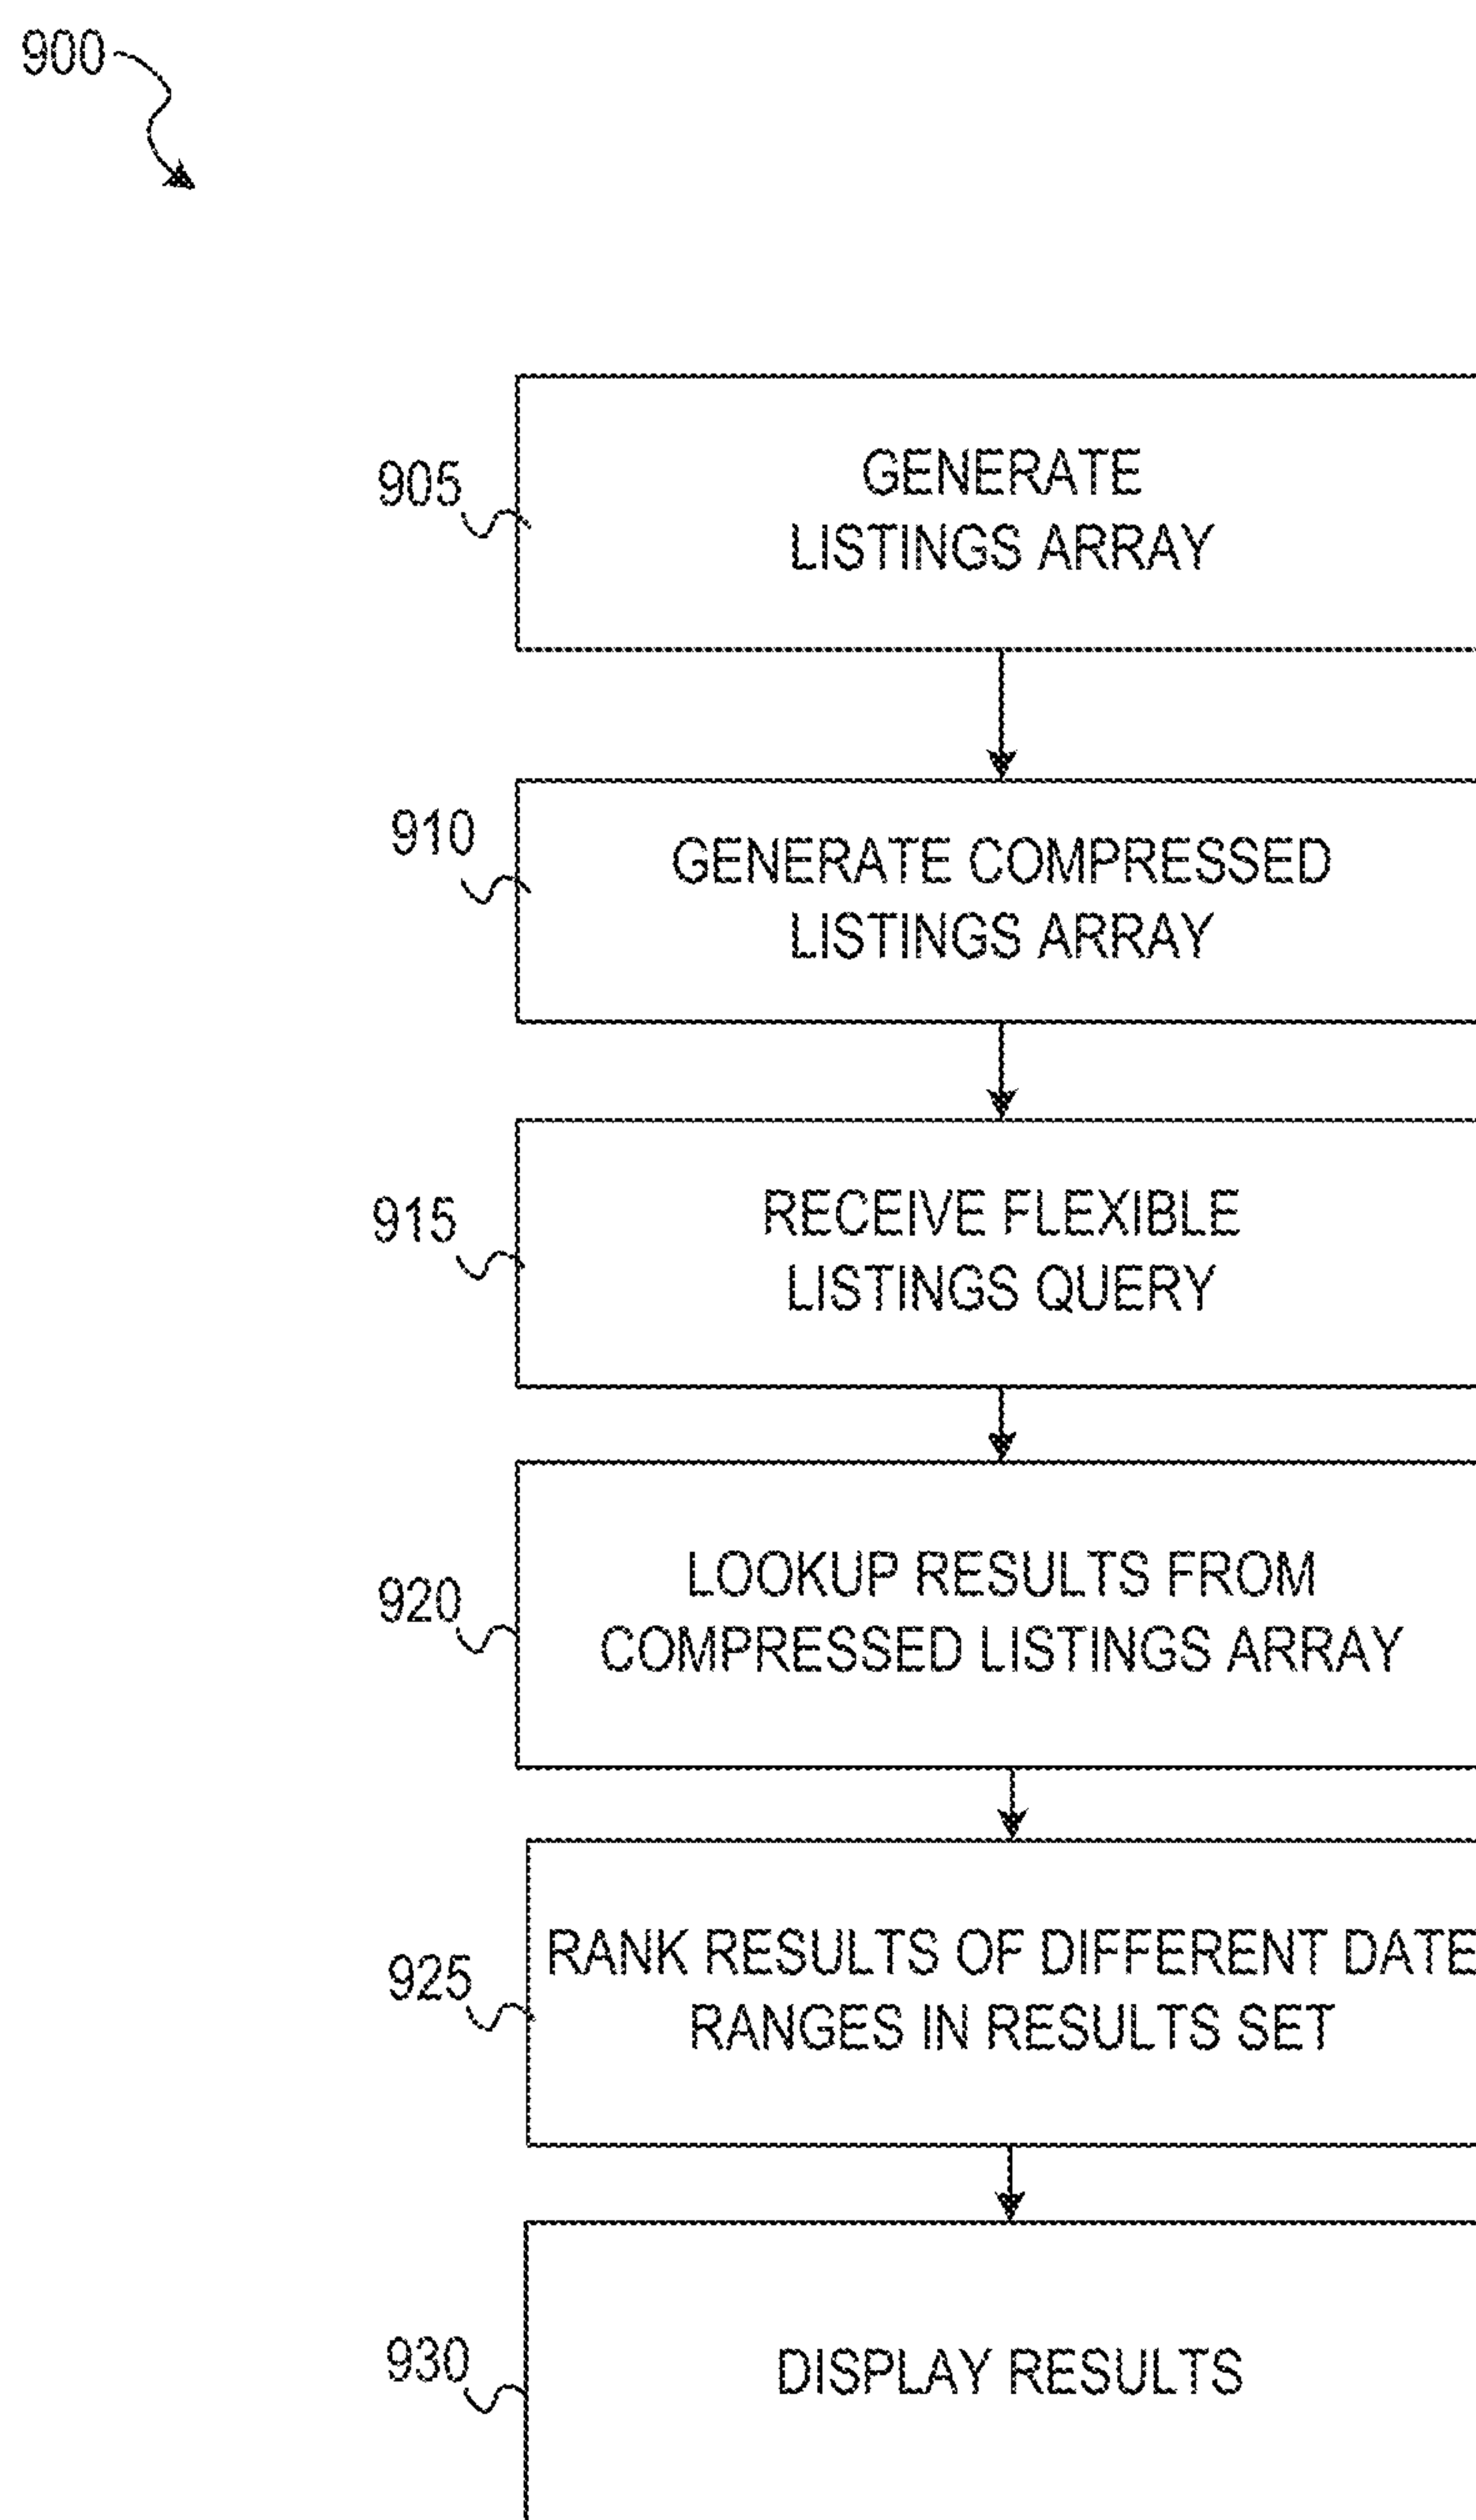 900
905
GENERATE
LISTINGS ARRAY
910
GENERATE COMPRESSED
LISTINGS ARRAY
915
RECEIVE FLEXIBLE
LISTINGS QUERY
920
LOOKUP RESULTS FROM
COMPRESSED LISTINGS ARRAY
925
RANK RESULTS OF DIFFERENT DATE
RANGES IN RESULTS SET
930
DISPLAY RESULTS